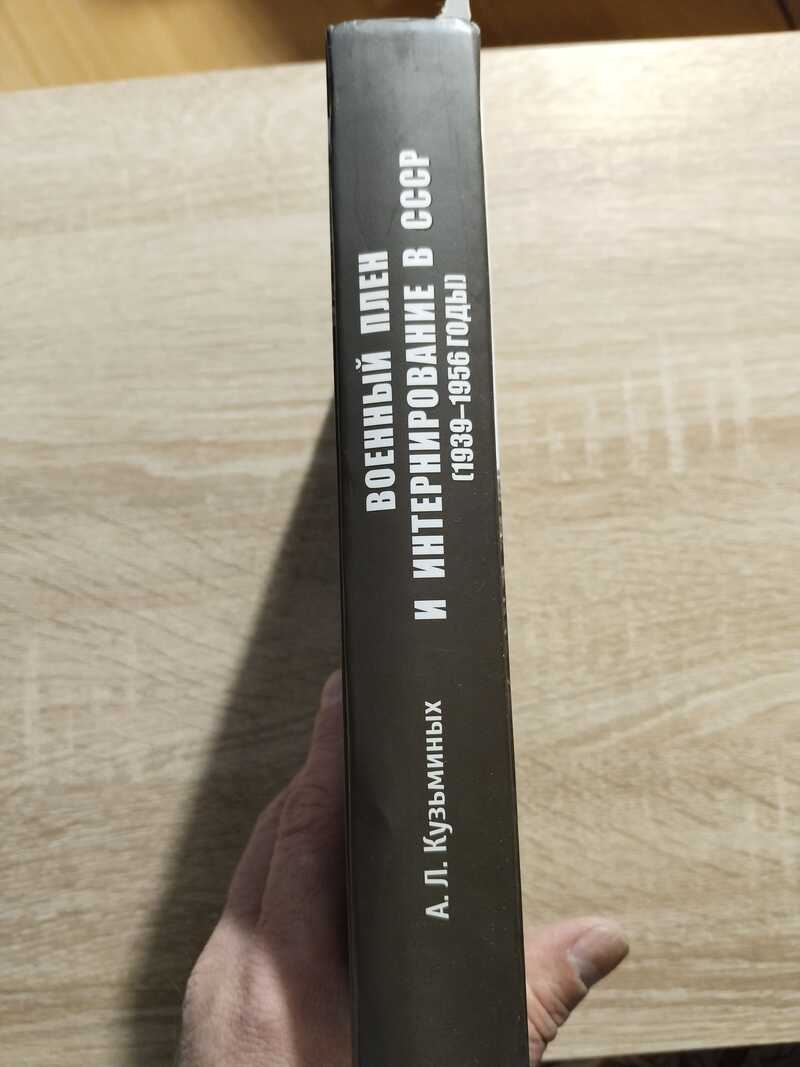 ВОЕННЫЙ ПЛЕН
И ИНТЕРНИРОВАНИЕ В СССР
(1939–1956 ГОДЫ)
А. Л. Кузьминых